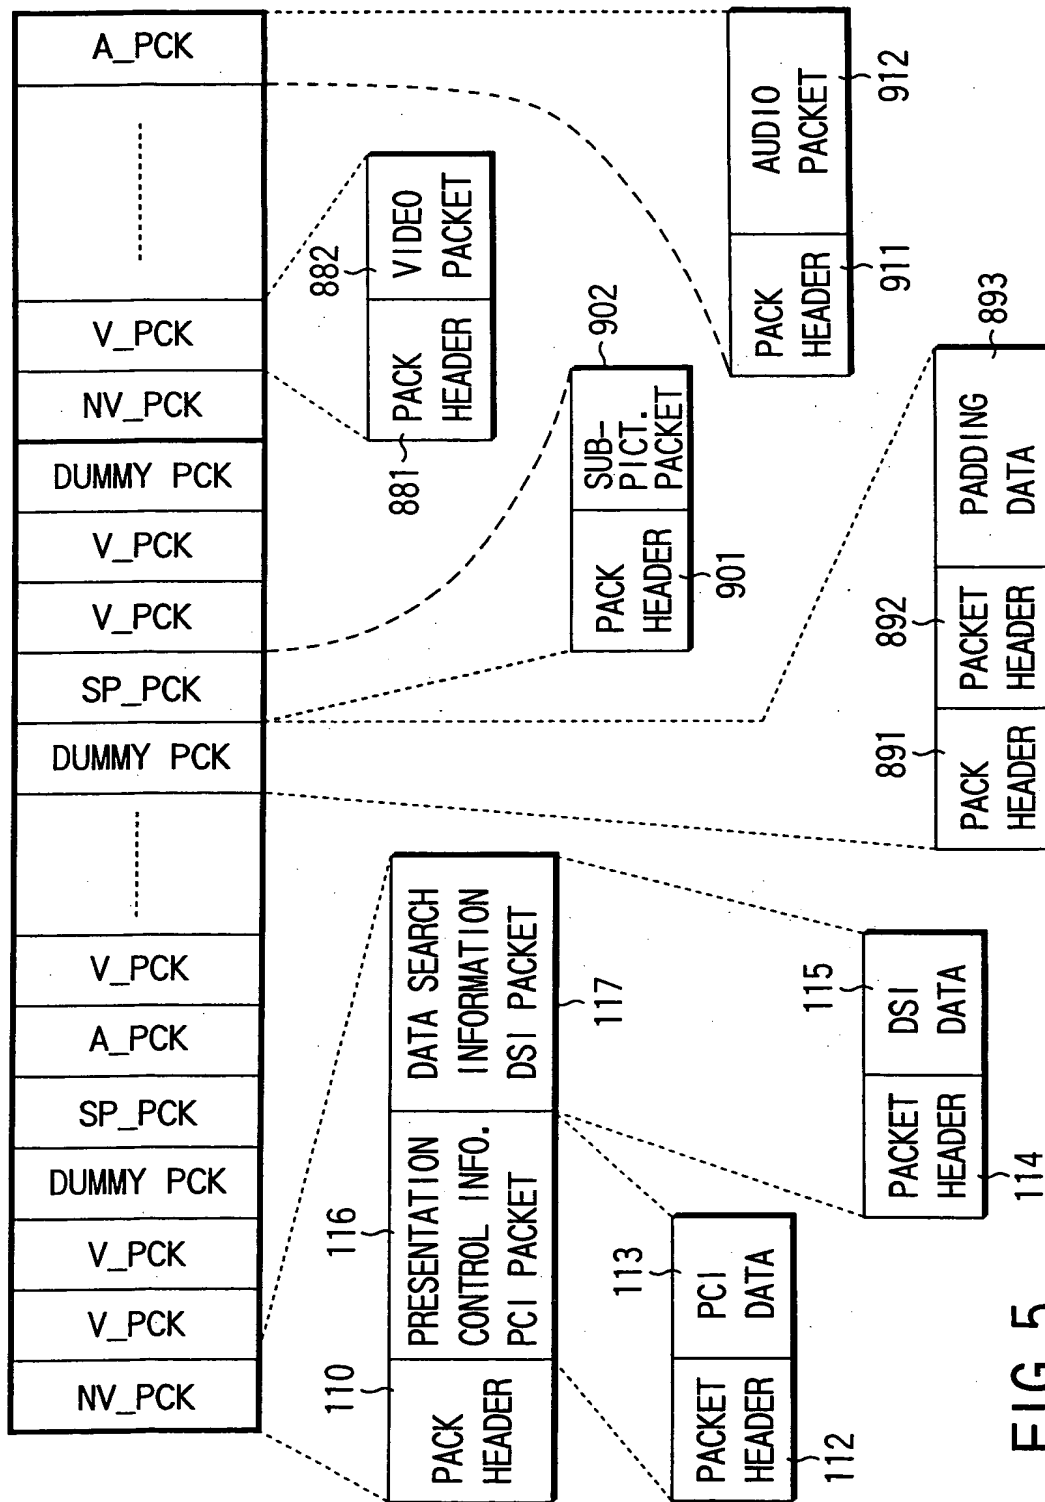 NV_PCK
V_PCK
V_PCK
DUMMY PCK
SP_PCK
A_PCK
V_PCK
DUMMY PCK
SP_PCK
V_PCK
V_PCK
DUMMY PCK
NV_PCK
V_PCK
A_PCK
110
PACK
HEADER
116
PRESENTATION
CONTROL INFO.
PCI PACKET
DATA SEARCH
INFORMATION
DSI PACKET
117
881
PACK
HEADER
882
VIDEO
PACKET
PACK
HEADER
901
SUB-
PICT.
PACKET
902
PACKET
HEADER
112
113
PCI
DATA
PACKET
HEADER
114
115
DSI
DATA
891
PACK
HEADER
892
PACKET
HEADER
PADDING
DATA
893
PACK
HEADER
911
AUDIO
PACKET
912
FIG. 5